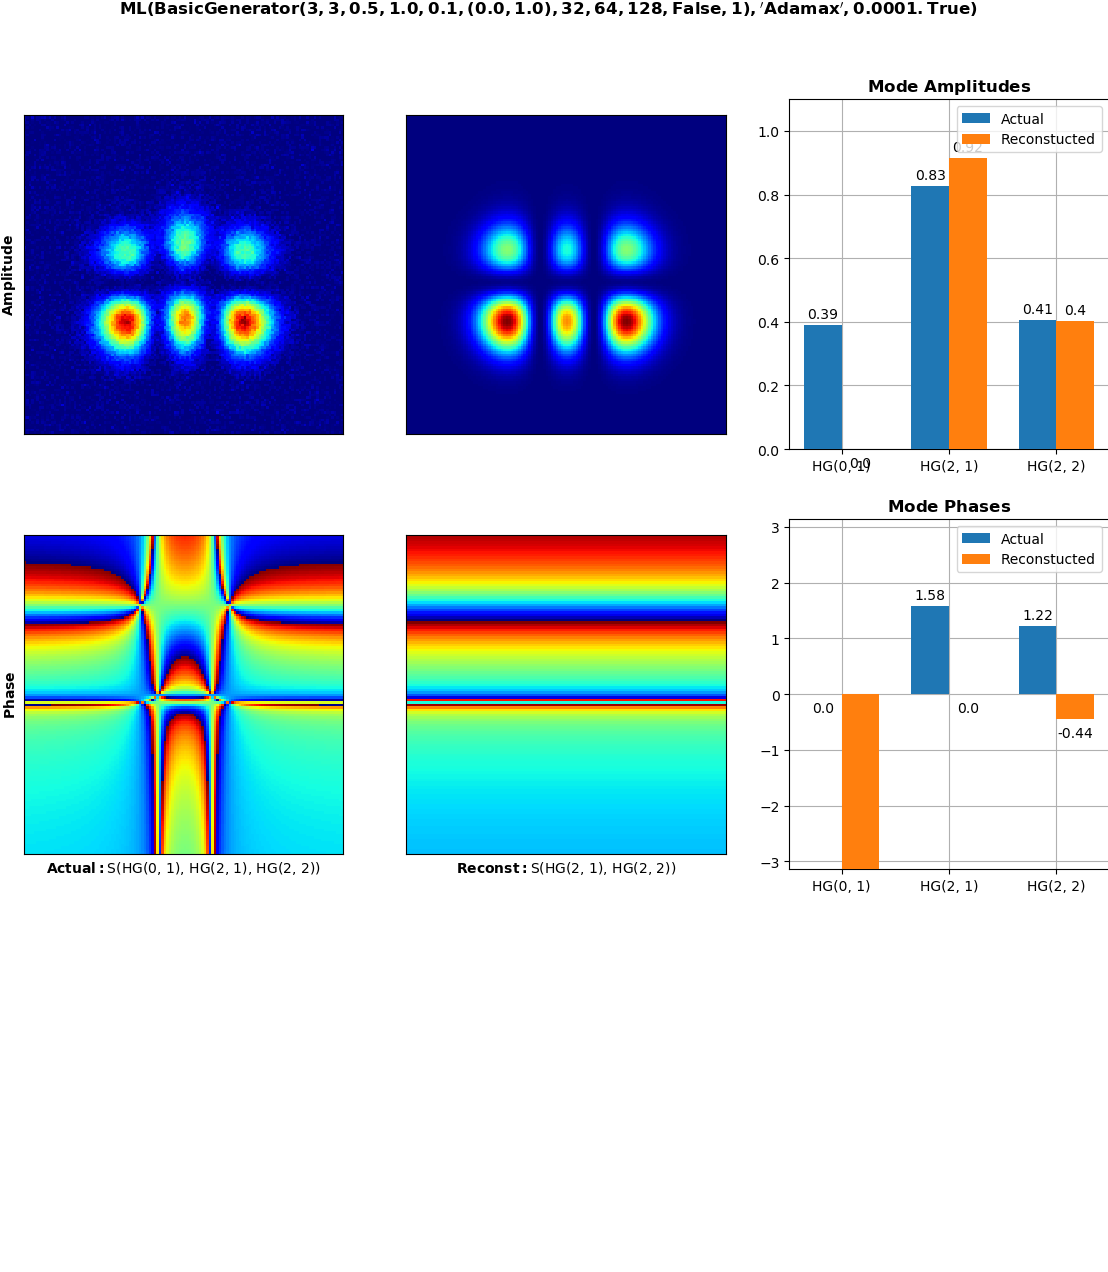 ML(BasicGenerator(3, 3, 0.5, 1.0, 0.1, (0.0, 1.0), 32, 64, 128, False, 1), 'Adamax', 0.0001. True)
Amplitude
Mode Amplitudes
Actual
Reconstucted
1.0
0.8
0.6
0.4
0.2
0.0
0.39
0.0
0.83
0.92
0.41
0.4
HG(0, 1)
HG(2, 1)
HG(2, 2)
Phase
Actual: S(HG(0, 1), HG(2, 1), HG(2, 2))
Reconst: S(HG(2, 1), HG(2, 2))
Mode Phases
Actual
Reconstucted
3
2
1
0
−1
−2
−3
0.0
1.58
0.0
1.22
-0.44
HG(0, 1)
HG(2, 1)
HG(2, 2)